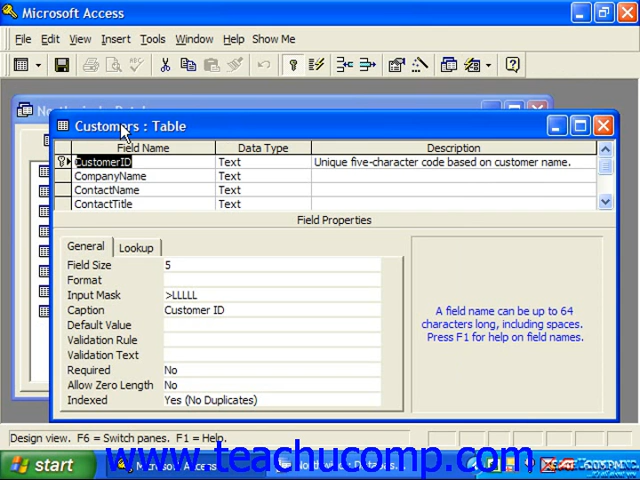 Microsoft Access
File Edit View Insert Tools Window Help Show Me
Customers : Table
Field Name Data Type Description
CustomerID Text Unique five-character code based on customer name.
CompanyName Text
ContactName Text
ContactTitle Text
Field Properties
General Lookup
Field Size 5
Format
Input Mask >LLLLL
Caption Customer ID
Default Value
Validation Rule
Validation Text
Required No
Allow Zero Length No
Indexed Yes (No Duplicates)
A field name can be up to 64
characters long, including spaces.
Press F1 for help on field names.
Design view. F6 = Switch panes. F1 = Help.
start Microsoft Access
www.teachucomp.com